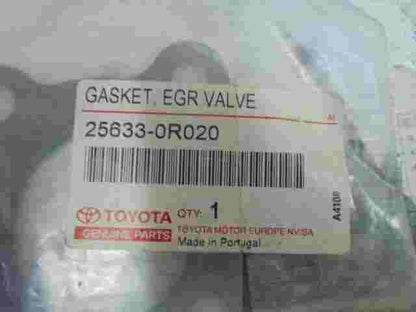 GASKET, EGR VALVE
25633-0R020
TOYOTA QTY: 1
GENUINE PARTS
TOYOTA MOTOR EUROPE NV/SA
Made in Portugal
A4108